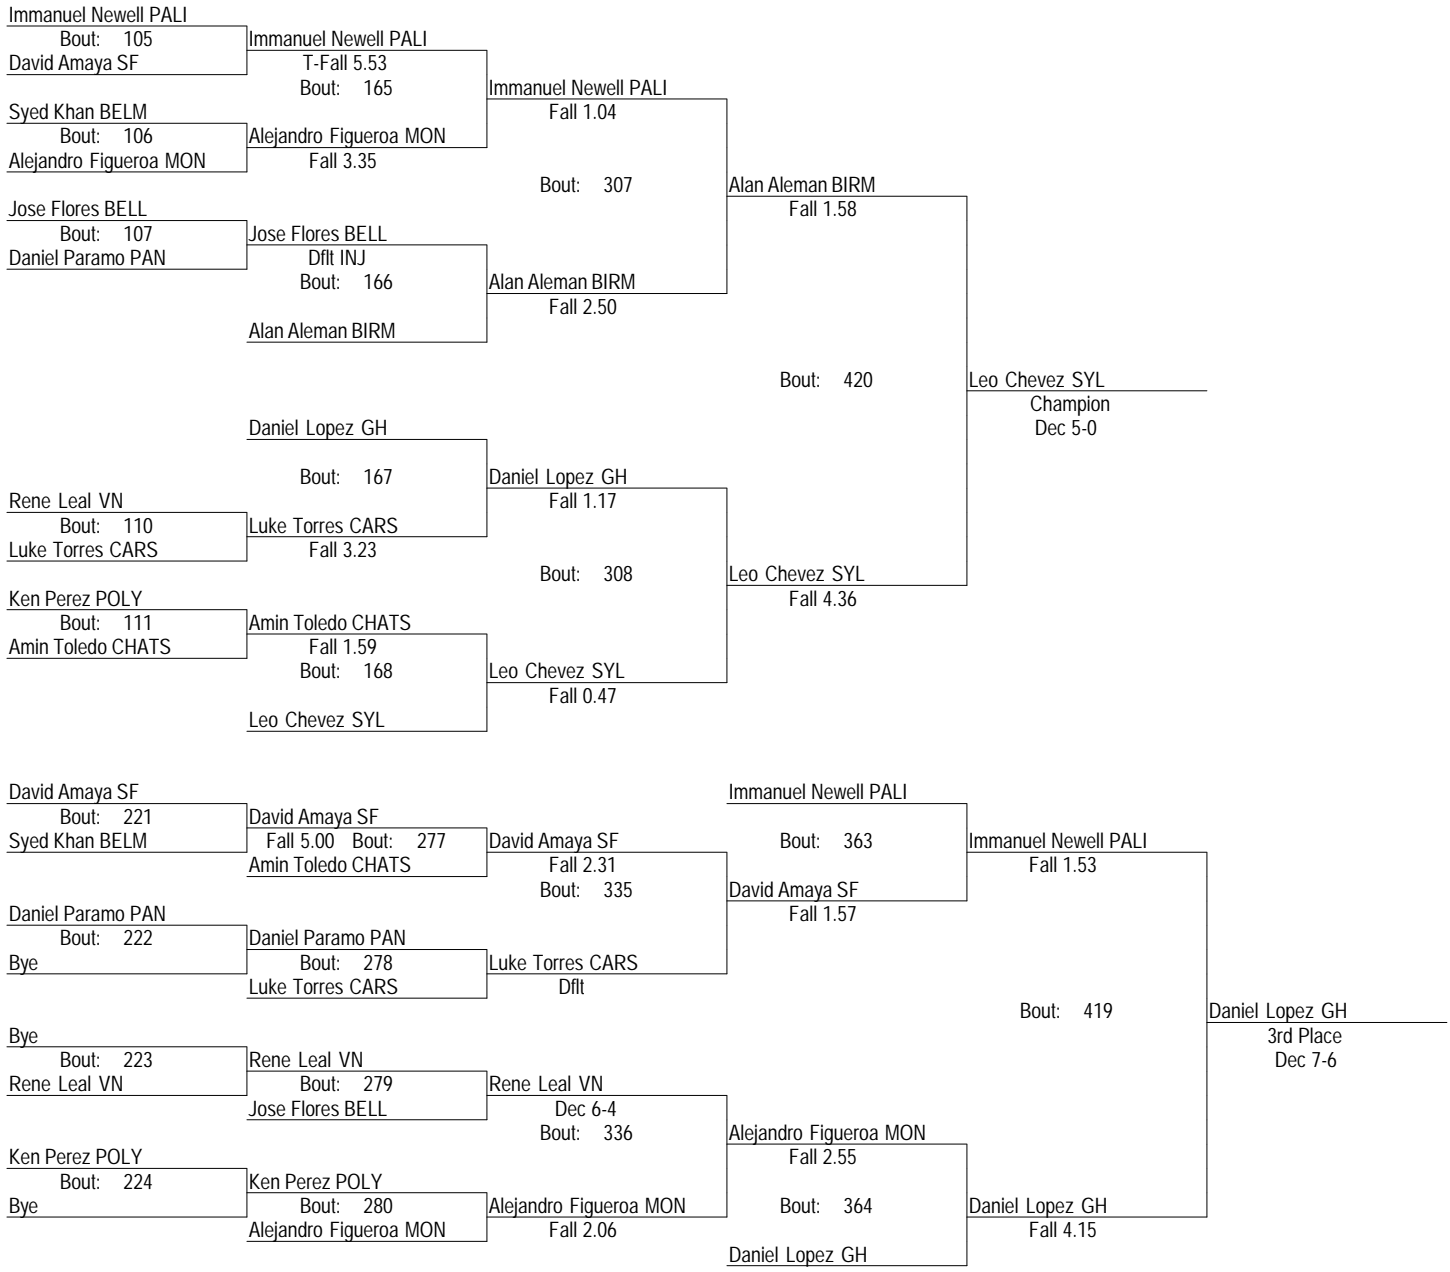 Immanuel Newell PALI
Bout: 105
Immanuel Newell PALI
David Amaya SF
T-Fall 5.53
Bout: 165
Immanuel Newell PALI
Syed Khan BELM
Fall 1.04
Bout: 106
Alejandro Figueroa MON
Alejandro Figueroa MON
Fall 3.35
Bout: 307
Alan Aleman BIRM
Jose Flores BELL
Fall 1.58
Bout: 107
Jose Flores BELL
Daniel Paramo PAN
Dflt INJ
Bout: 166
Alan Aleman BIRM
Fall 2.50
Alan Aleman BIRM
Bout: 420
Leo Chevez SYL
Champion
Dec 5-0
Daniel Lopez GH
Bout: 167
Daniel Lopez GH
Rene Leal VN
Fall 1.17
Bout: 110
Luke Torres CARS
Luke Torres CARS
Fall 3.23
Bout: 308
Leo Chevez SYL
Ken Perez POLY
Fall 4.36
Bout: 111
Amin Toledo CHATS
Amin Toledo CHATS
Fall 1.59
Bout: 168
Leo Chevez SYL
Fall 0.47
Leo Chevez SYL
David Amaya SF
Immanuel Newell PALI
Bout: 221
David Amaya SF
Syed Khan BELM
Fall 5.00 Bout: 277
David Amaya SF
Bout: 363
Immanuel Newell PALI
Amin Toledo CHATS
Fall 2.31
Fall 1.53
Bout: 335
David Amaya SF
Daniel Paramo PAN
Fall 1.57
Bout: 222
Daniel Paramo PAN
Bye
Bout: 278
Luke Torres CARS
Luke Torres CARS
Dflt
Bout: 419
Daniel Lopez GH
Bye
3rd Place
Bout: 223
Rene Leal VN
Dec 7-6
Rene Leal VN
Bout: 279
Rene Leal VN
Jose Flores BELL
Dec 6-4
Bout: 336
Alejandro Figueroa MON
Ken Perez POLY
Fall 2.55
Bout: 224
Ken Perez POLY
Bye
Bout: 280
Alejandro Figueroa MON
Bout: 364
Daniel Lopez GH
Alejandro Figueroa MON
Fall 2.06
Fall 4.15
Daniel Lopez GH